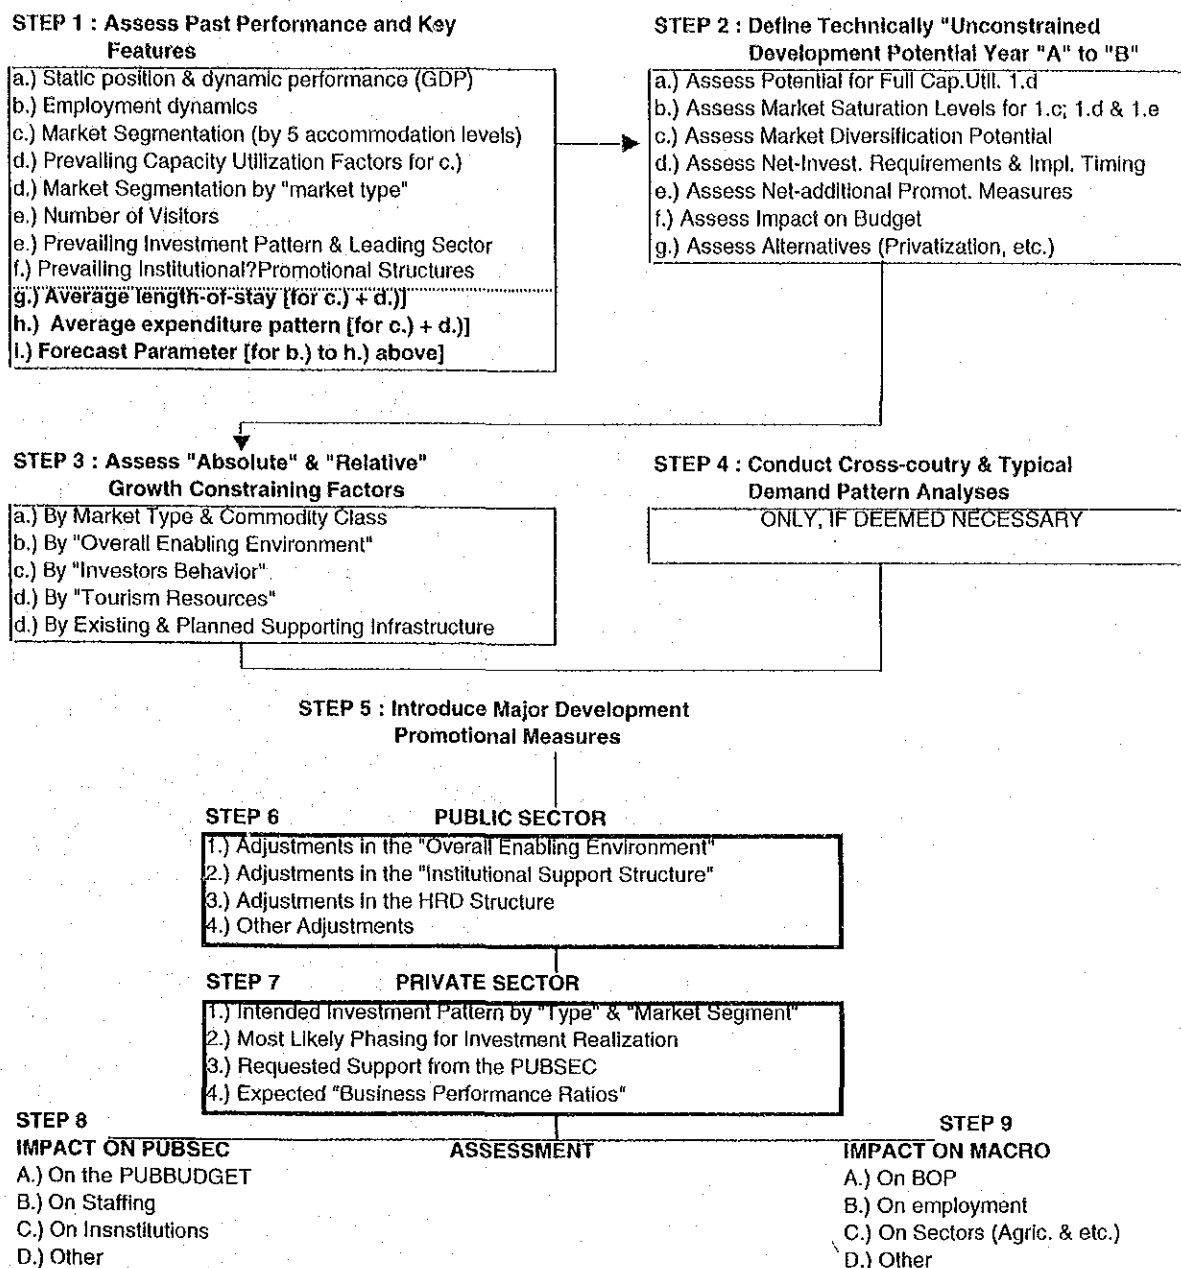 STEP 1 : Assess Past Performance and Key
Features
a.) Static position & dynamic performance (GDP)
b.) Employment dynamics
c.) Market Segmentation (by 5 accommodation levels)
d.) Prevailing Capacity Utilization Factors for c.)
d.) Market Segmentation by "market type"
e.) Number of Visitors
e.) Prevailing Investment Pattern & Leading Sector
f.) Prevailing Institutional?Promotional Structures
g.) Average length-of-stay [for c.) + d.)]
h.) Average expenditure pattern [for c.) + d.)]
i.) Forecast Parameter [for b.) to h.) above]
STEP 2 : Define Technically "Unconstrained
Development Potential Year "A" to "B"
a.) Assess Potential for Full Cap.Util. 1.d
b.) Assess Market Saturation Levels for 1.c; 1.d & 1.e
c.) Assess Market Diversification Potential
d.) Assess Net-Invest. Requirements & Impl. Timing
e.) Assess Net-additional Promot. Measures
f.) Assess Impact on Budget
g.) Assess Alternatives (Privatization, etc.)
STEP 3 : Assess "Absolute" & "Relative"
Growth Constraining Factors
a.) By Market Type & Commodity Class
b.) By "Overall Enabling Environment"
c.) By "Investors Behavior"
d.) By "Tourism Resources"
d.) By Existing & Planned Supporting Infrastructure
STEP 4 : Conduct Cross-coutry & Typical
Demand Pattern Analyses
ONLY, IF DEEMED NECESSARY
STEP 5 : Introduce Major Development
Promotional Measures
STEP 6 PUBLIC SECTOR
1.) Adjustments in the "Overall Enabling Environment"
2.) Adjustments in the "Institutional Support Structure"
3.) Adjustments in the HRD Structure
4.) Other Adjustments
STEP 7 PRIVATE SECTOR
1.) Intended Investment Pattern by "Type" & "Market Segment"
2.) Most Likely Phasing for Investment Realization
3.) Requested Support from the PUBSEC
4.) Expected "Business Performance Ratios"
STEP 8
IMPACT ON PUBSEC
A.) On the PUBBUDGET
B.) On Staffing
C.) On Insnstitutions
D.) Other
ASSESSMENT
STEP 9
IMPACT ON MACRO
A.) On BOP
B.) On employment
C.) On Sectors (Agric. & etc.)
D.) Other